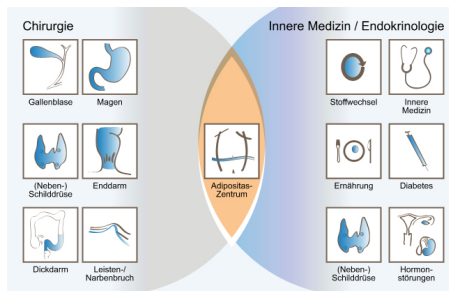 Chirurgie
Innere Medizin / Endokrinologie
Gallenblase
Magen
Stoffwechsel
Innere
Medizin
(Neben-)
Schilddrüse
Enddarm
Adipositas-
Zentrum
Ernährung
Diabetes
Dickdarm
Leisten-/
Narbenbruch
(Neben-)
Schilddrüse
Hormon-
störungen